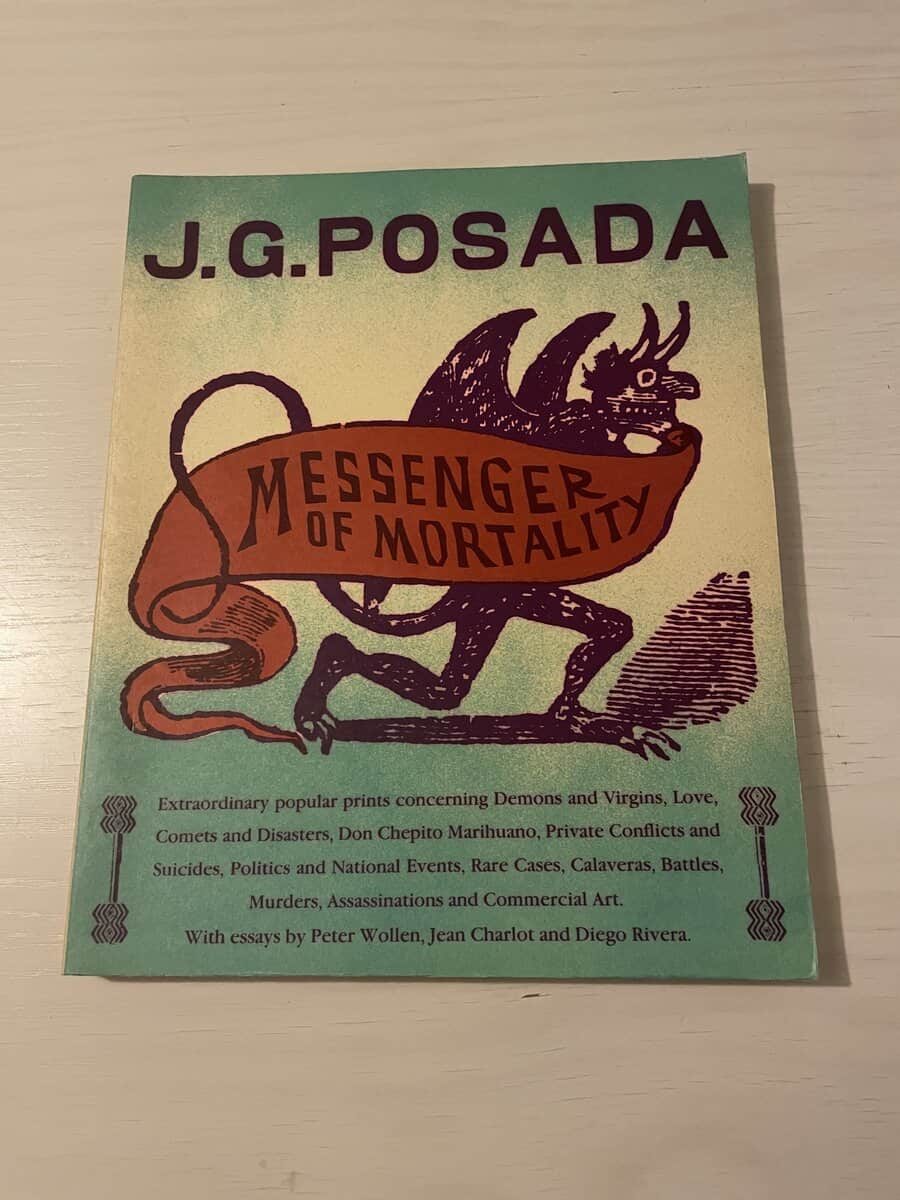 J.G.POSADA
MESSENGER
OF MORTALITY
Extraordinary popular prints concerning Demons and Virgins, Love,
Comets and Disasters, Don Chepito Marihuano, Private Conflicts and
Suicides, Politics and National Events, Rare Cases, Calaveras, Battles,
Murders, Assassinations and Commercial Art.
With essays by Peter Wollen, Jean Charlot and Diego Rivera.